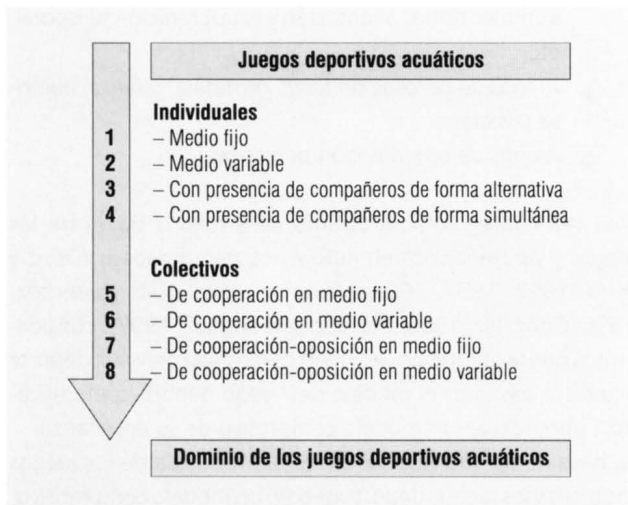 Juegos deportivos acuáticos
Individuales
1 – Medio fijo
2 – Medio variable
3 – Con presencia de compañeros de forma alternativa
4 – Con presencia de compañeros de forma simultánea
Colectivos
5 – De cooperación en medio fijo
6 – De cooperación en medio variable
7 – De cooperación-oposición en medio fijo
8 – De cooperación-oposición en medio variable
Dominio de los juegos deportivos acuáticos